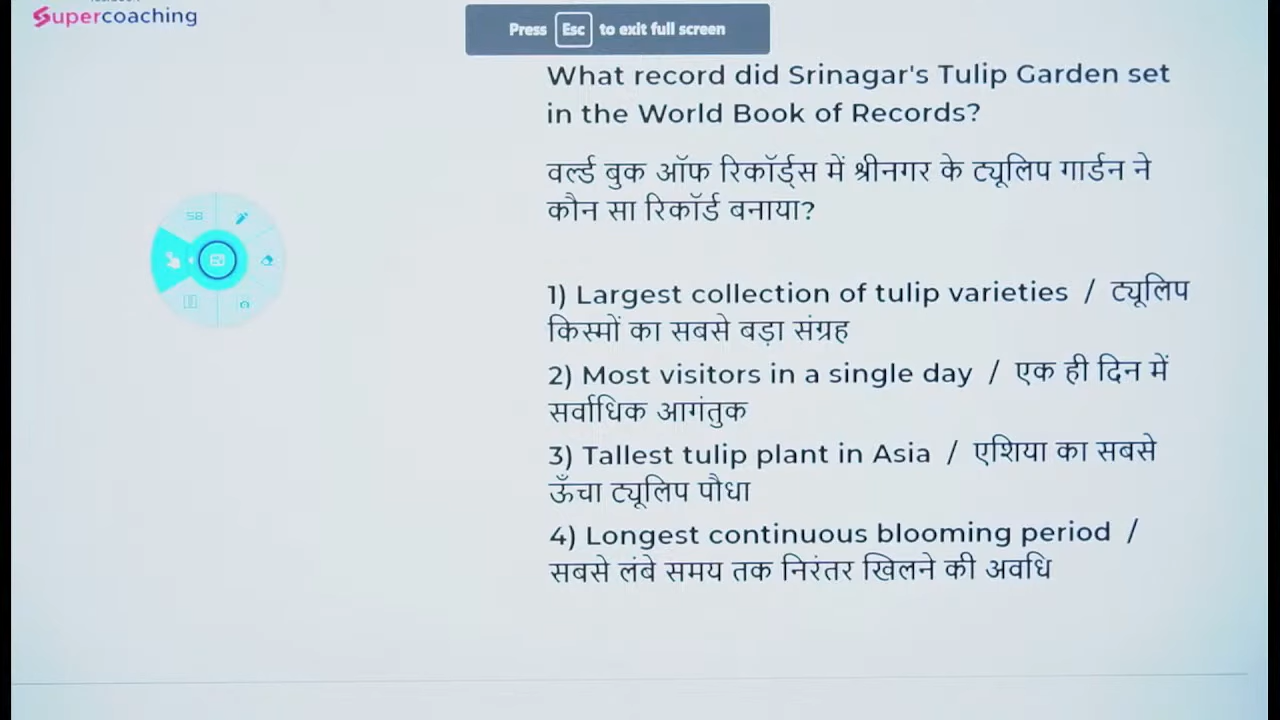 Supercoaching
Press Esc to exit full screen
What record did Srinagar's Tulip Garden set
in the World Book of Records?
वर्ल्ड बुक ऑफ रिकॉर्ड्स में श्रीनगर के ट्यूलिप गार्डन ने
कौन सा रिकॉर्ड बनाया?
58
1) Largest collection of tulip varieties / ट्यूलिप
किस्मों का सबसे बड़ा संग्रह
2) Most visitors in a single day / एक ही दिन में
सर्वाधिक आगंतुक
3) Tallest tulip plant in Asia / एशिया का सबसे
ऊँचा ट्यूलिप पौधा
4) Longest continuous blooming period /
सबसे लंबे समय तक निरंतर खिलने की अवधि